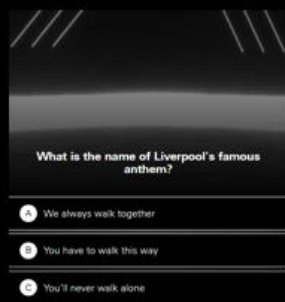 What is the name of Liverpool's famous
anthem?
A We always walk together
B You have to walk this way
C You'll never walk alone